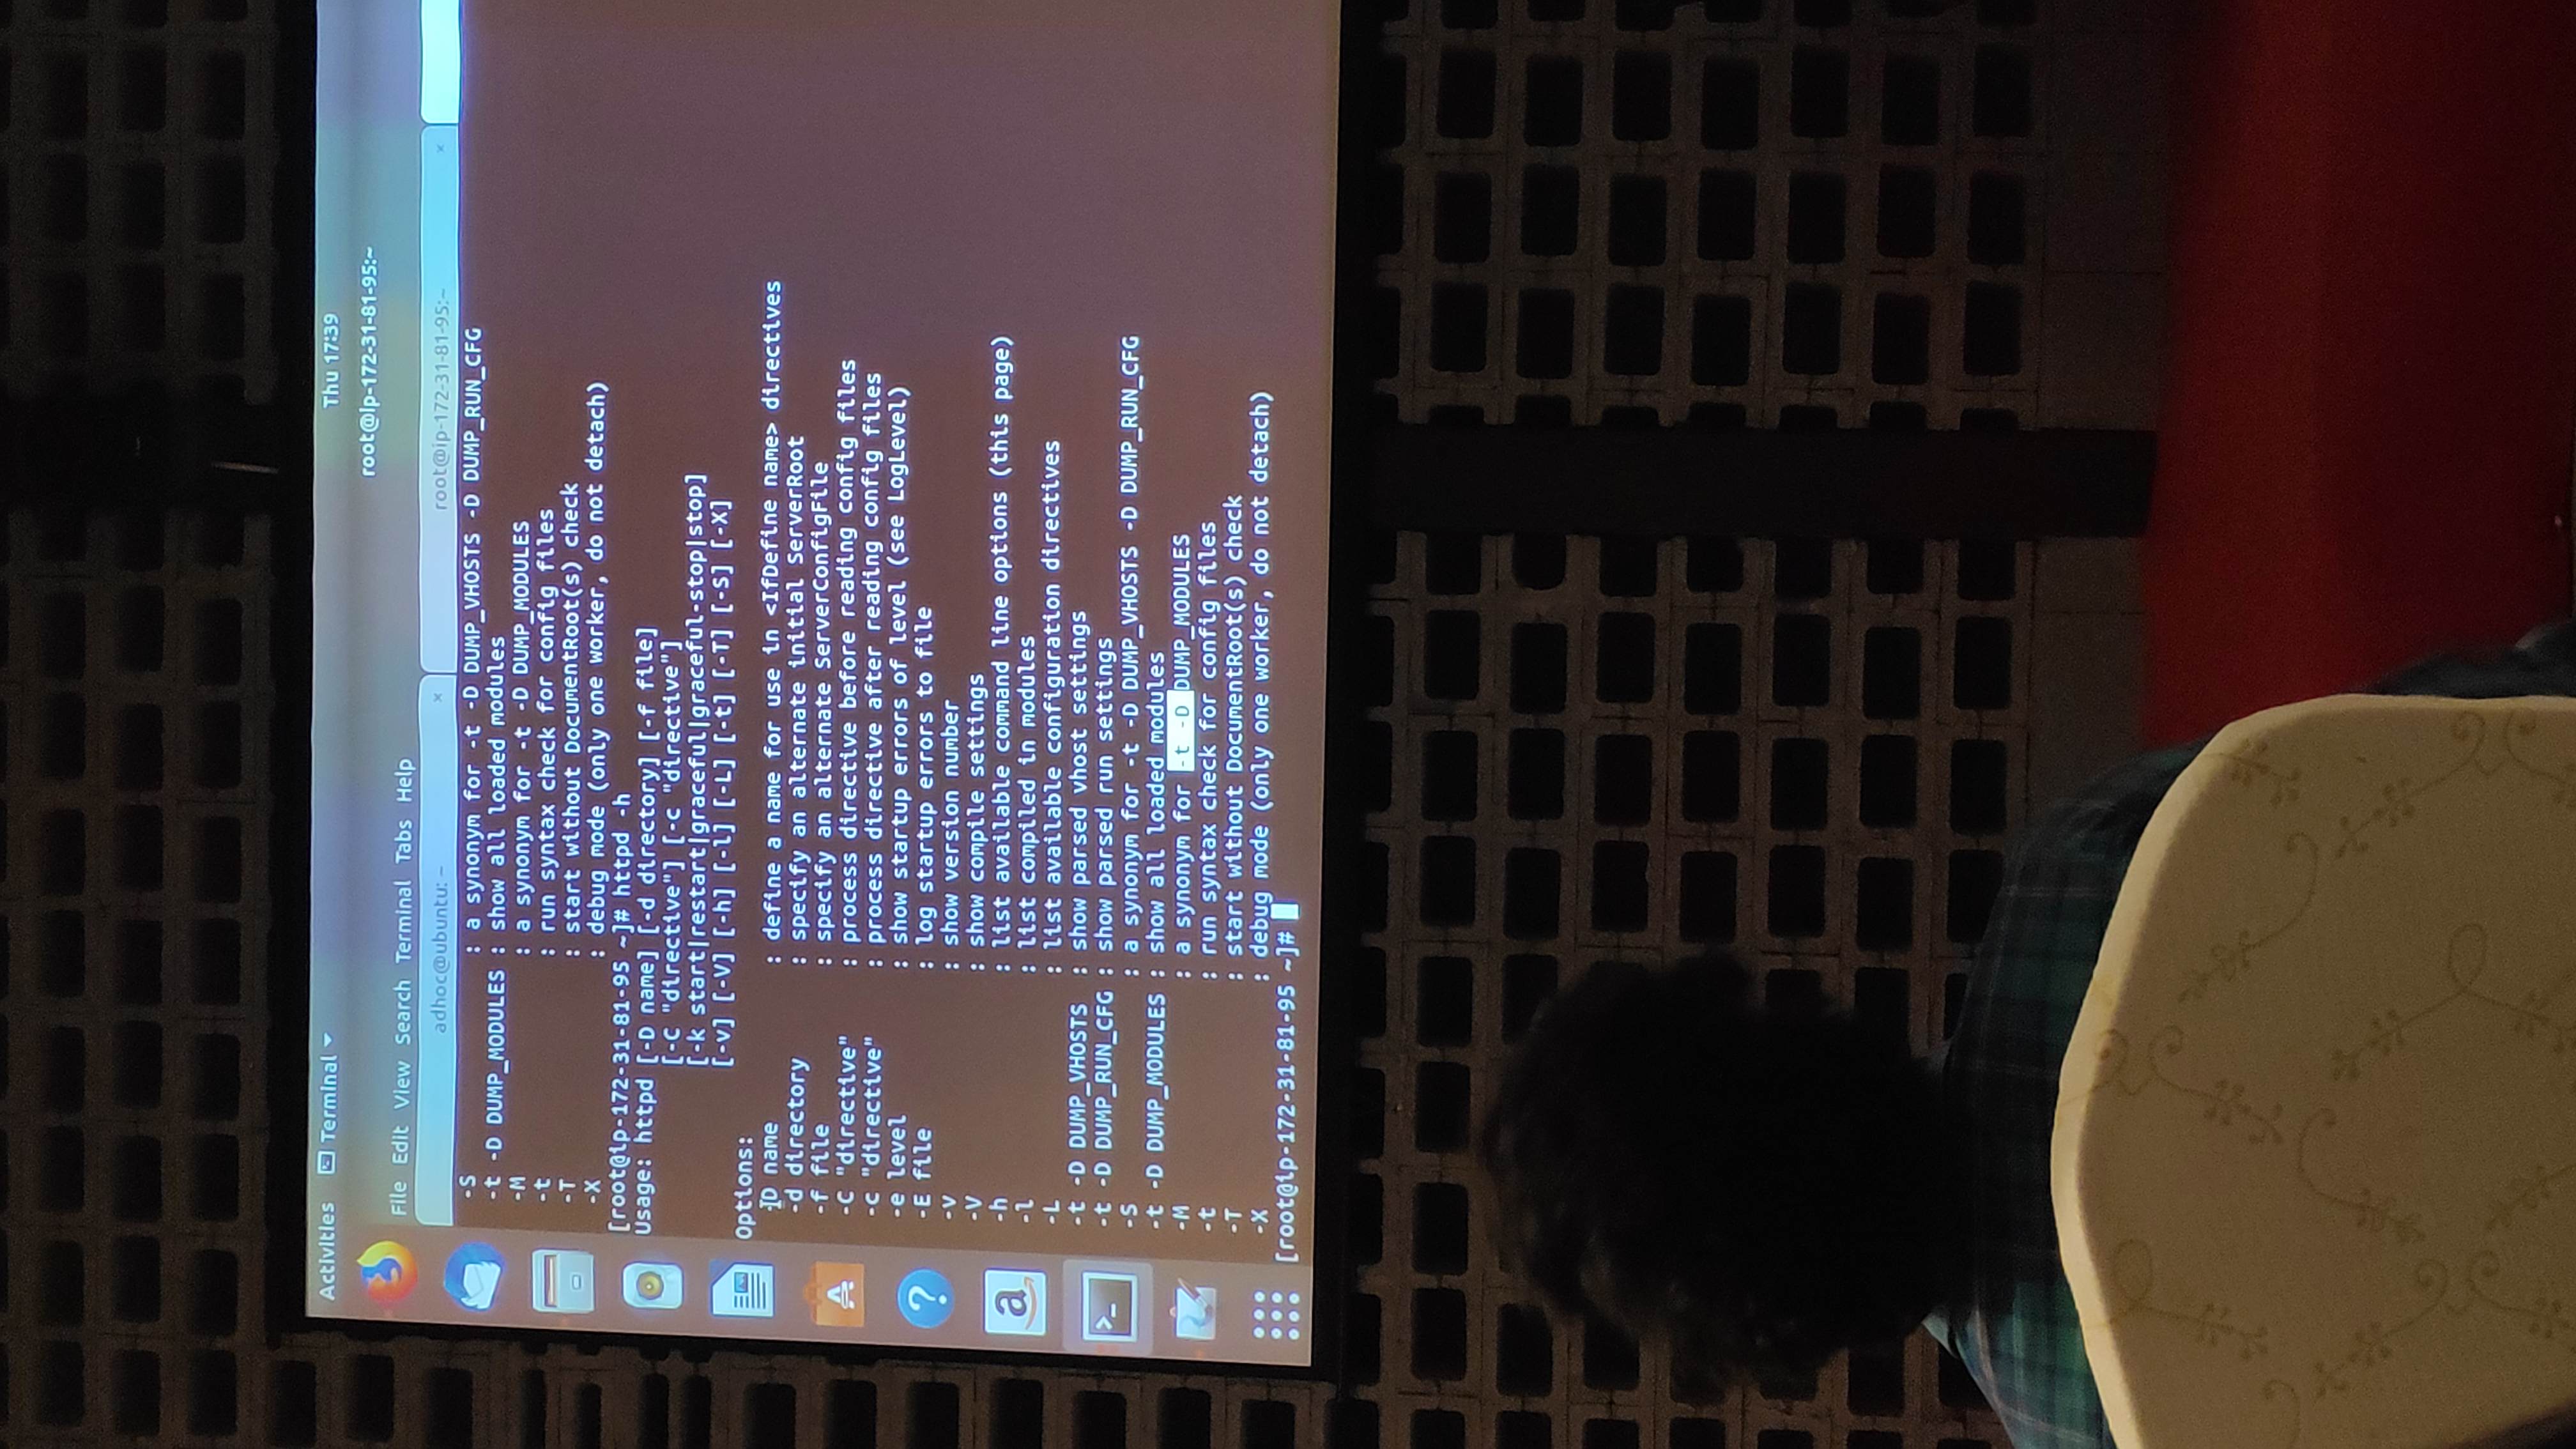 Activities Terminal Thu 17:39
root@ip-172-31-81-95:~
File Edit View Search Terminal Tabs Help
adhoc@ubuntu: ~ × root@ip-172-31-81-95:~ ×
-S : a synonym for -t -D DUMP_VHOSTS -D DUMP_RUN_CFG
-t -D DUMP_MODULES : show all loaded modules
-M : a synonym for -t -D DUMP_MODULES
-t : run syntax check for config files
-T : start without DocumentRoot(s) check
-X : debug mode (only one worker, do not detach)
[root@ip-172-31-81-95 ~]# httpd -h
Usage: httpd [-D name] [-d directory] [-f file]
[-C "directive"] [-c "directive"]
[-k start|restart|graceful|graceful-stop|stop]
[-v] [-V] [-h] [-l] [-L] [-t] [-T] [-S] [-X]
Options:
-D name : define a name for use in <IfDefine name> directives
-d directory : specify an alternate initial ServerRoot
-f file : specify an alternate ServerConfigFile
-C "directive" : process directive before reading config files
-c "directive" : process directive after reading config files
-e level : show startup errors of level (see LogLevel)
-E file : log startup errors to file
-v : show version number
-V : show compile settings
-h : list available command line options (this page)
-l : list compiled in modules
-L : list available configuration directives
-t -D DUMP_VHOSTS : show parsed vhost settings
-t -D DUMP_RUN_CFG : show parsed run settings
-S : a synonym for -t -D DUMP_VHOSTS -D DUMP_RUN_CFG
-t -D DUMP_MODULES : show all loaded modules
-M : a synonym for -t -D DUMP_MODULES
-t : run syntax check for config files
-T : start without DocumentRoot(s) check
-X : debug mode (only one worker, do not detach)
[root@ip-172-31-81-95 ~]#